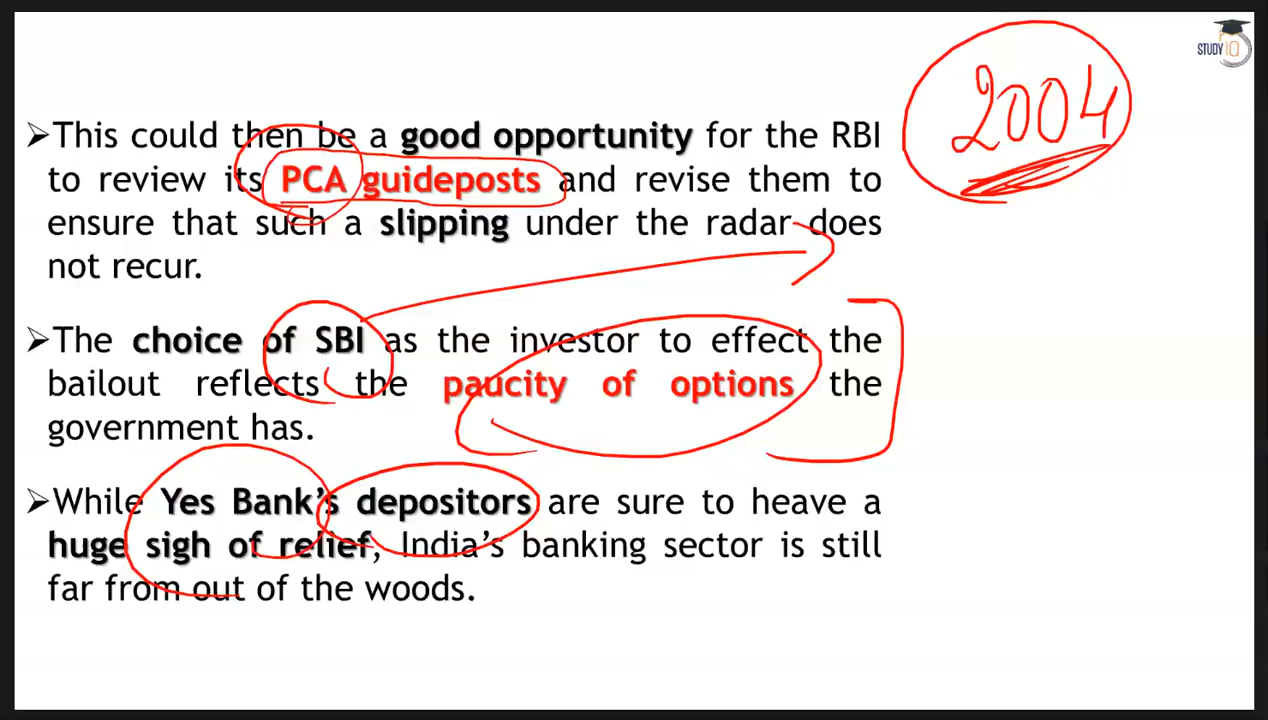 STUDY IQ
2004
➢This could then be a good opportunity for the RBI
to review its PCA guideposts and revise them to
ensure that such a slipping under the radar does
not recur.
➢The choice of SBI as the investor to effect the
bailout reflects the paucity of options the
government has.
➢While Yes Bank's depositors are sure to heave a
huge sigh of relief, India's banking sector is still
far from out of the woods.